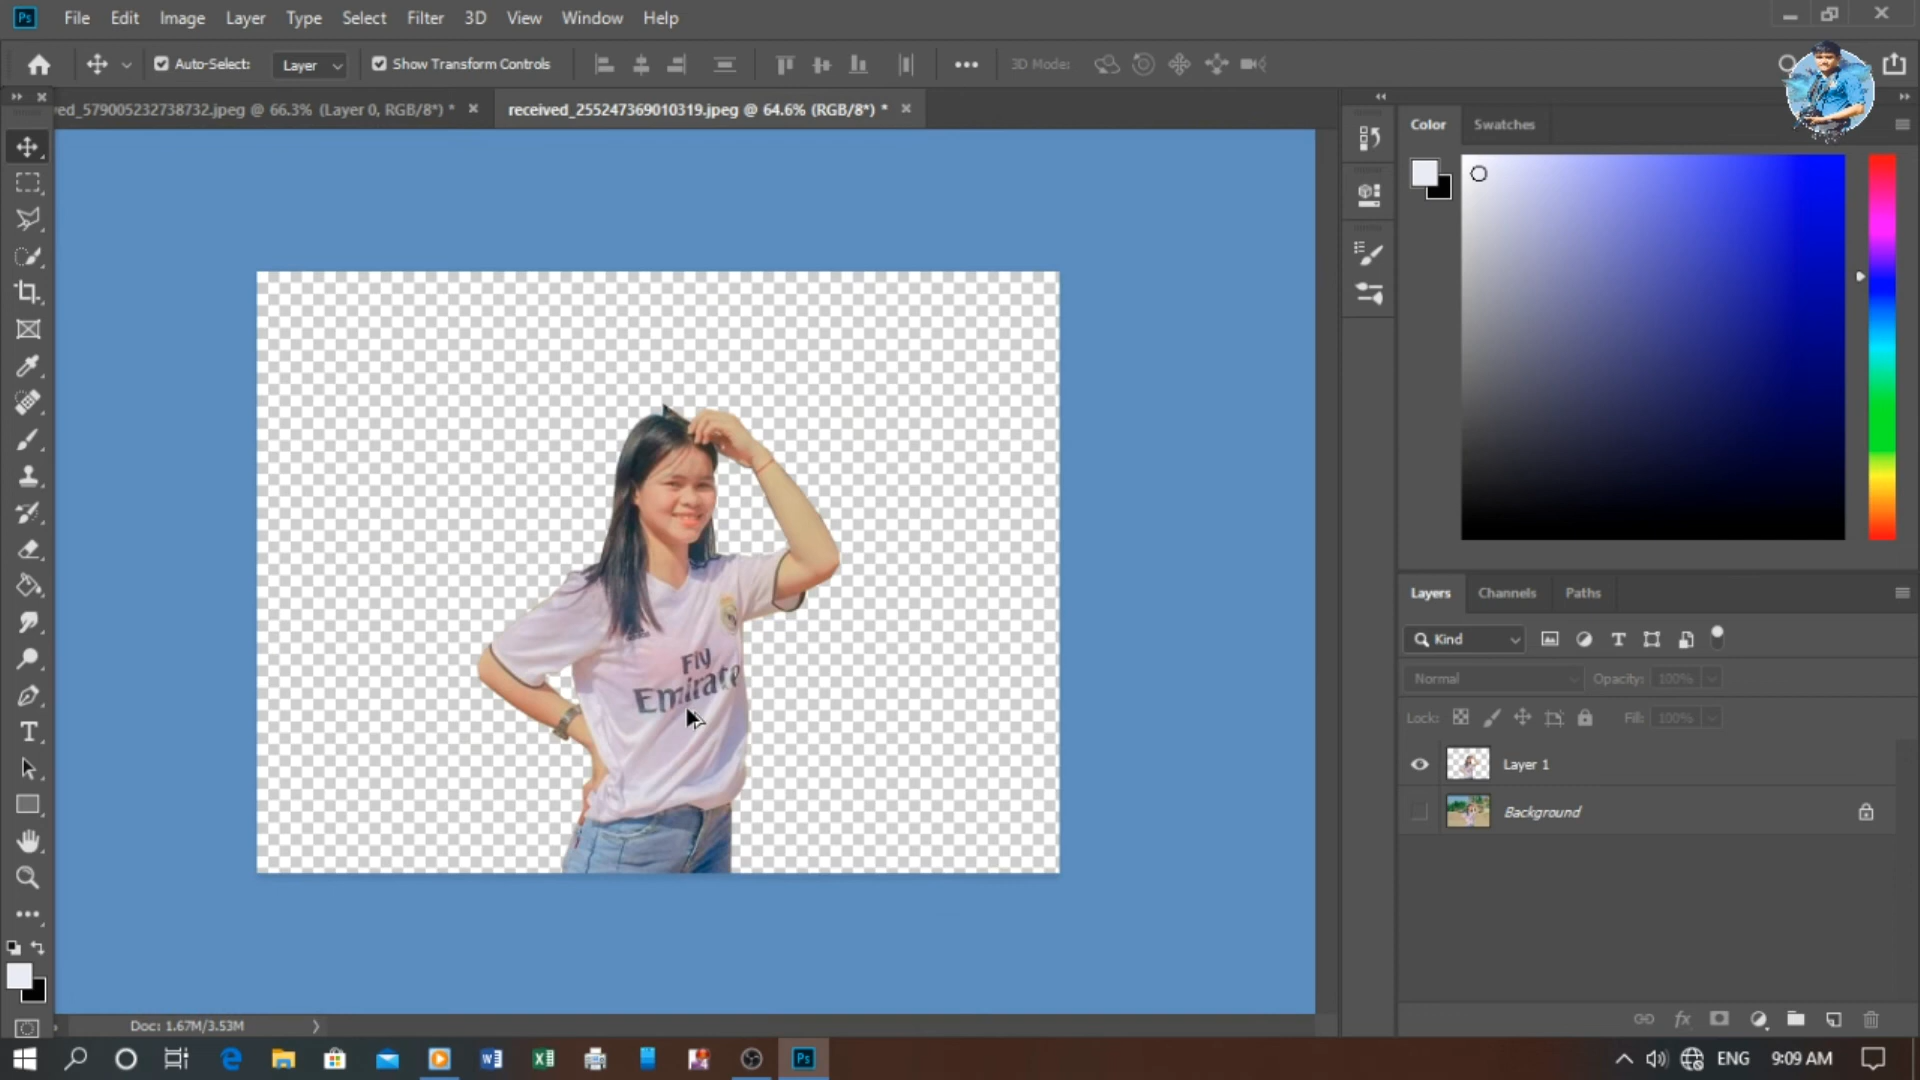 Ps File Edit Image Layer Type Select Filter 3D View Window Help
Auto-Select: Layer Show Transform Controls 3D Mode:
ed_579005232738732.jpeg @ 66.3% (Layer 0, RGB/8*) * received_255247369010319.jpeg @ 64.6% (RGB/8*) *
Color Swatches
Fly
Emirate
Layers Channels Paths
Kind
Normal Opacity: 100%
Lock: Fill: 100%
Layer 1
Background
Doc: 1.67M/3.53M
ENG 9:09 AM